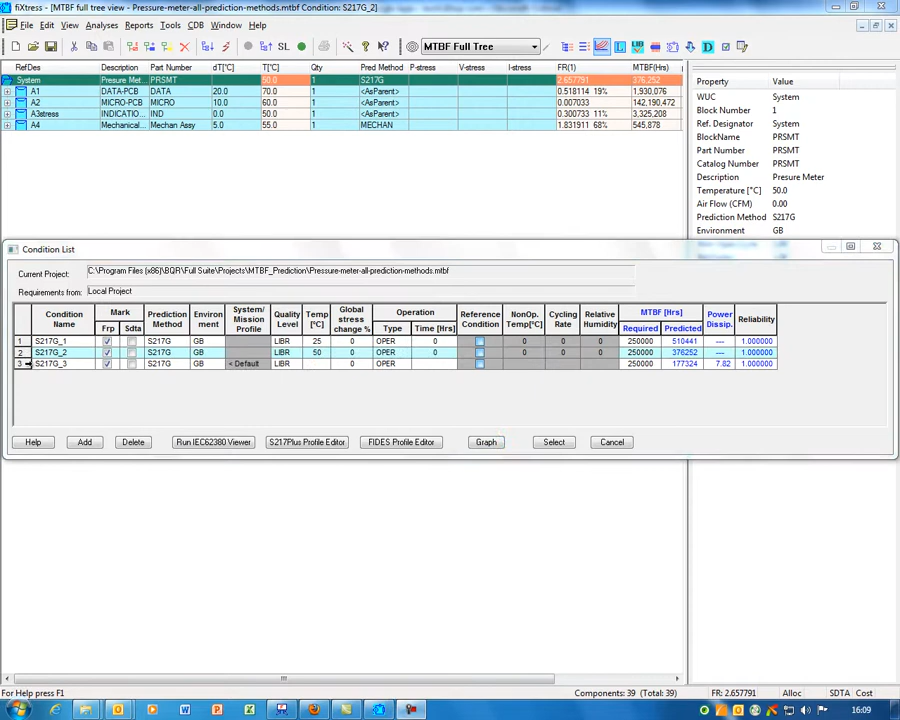 fiXtress - [MTBF full tree view - Pressure-meter-all-prediction-methods.mtbf Condition: S217G_2]
File Edit View Analyses Reports Tools CDB Window Help
SL MTBF Full Tree L LIB D
RefDes Description Part Number dT[°C] T[°C] Qty Pred Method P-stress V-stress I-stress FR(1) MTBF(Hrs)
System Presure Met... PRSMT 50.0 1 S217G 2.657791 376,252
A1 DATA-PCB DATA 20.0 70.0 1 <AsParent> 0.518114 19% 1,930,076
A2 MICRO-PCB MICRO 10.0 60.0 1 <AsParent> 0.007033 142,190,472
A3stress INDICATIO... IND 0.0 50.0 1 <AsParent> 0.300733 11% 3,325,208
A4 Mechanical... Mechan Assy 5.0 55.0 1 MECHAN 1.831911 68% 545,878
Property Value
WUC System
Block Number 1
Ref. Designator System
BlockName PRSMT
Part Number PRSMT
Catalog Number PRSMT
Description Presure Meter
Temperature [°C] 50.0
Air Flow (CFM) 0.00
Prediction Method S217G
Environment GB
Condition List
Current Project: C:\Program Files (x86)\BQR\Full Suite\Projects\MTBF_Prediction\Pressure-meter-all-prediction-methods.mtbf
Requirements from: Local Project
Condition Name Mark Frp Sdta Prediction Method Environ ment System/ Mission Profile Quality Level Temp [°C] Global stress change % Operation Type Time [Hrs] Reference Condition NonOp. Temp[°C] Cycling Rate Relative Humidity MTBF [Hrs] Required Predicted Power Dissip. Reliability
1 S217G_1 S217G GB LIBR 25 0 OPER 0 0 0 0 250000 510441 --- 1.000000
2 S217G_2 S217G GB LIBR 50 0 OPER 0 0 0 0 250000 376252 --- 1.000000
3 S217G_3 S217G GB < Default LIBR 0 OPER 250000 177324 7.82 1.000000
Help Add Delete Run IEC62380 Viewer S217Plus Profile Editor FIDES Profile Editor Graph Select Cancel
For Help press F1 Components: 39 (Total: 39) FR: 2.657791 Alloc SDTA Cost
16:09